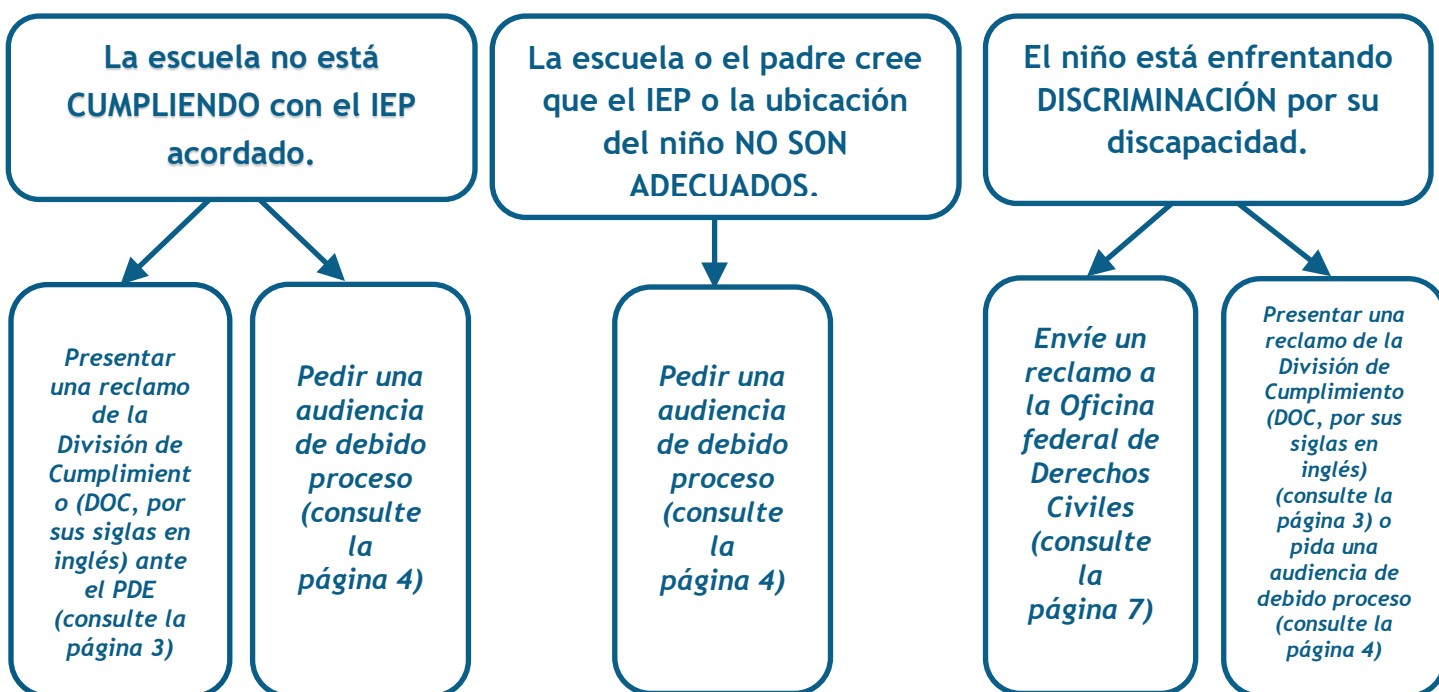 La escuela no está
CUMPLIENDO con el IEP
acordado.
La escuela o el padre cree
que el IEP o la ubicación
del niño NO SON
ADECUADOS.
El niño está enfrentando
DISCRIMINACIÓN por su
discapacidad.
Presentar
una reclamo
de la
División de
Cumplimient
o (DOC, por
sus siglas en
inglés) ante
el PDE
(consulte la
página 3)
Pedir una
audiencia
de debido
proceso
(consulte
la
página 4)
Pedir una
audiencia
de debido
proceso
(consulte
la
página 4)
Envíe un
reclamo a
la Oficina
federal de
Derechos
Civiles
(consulte
la
página 7)
Presentar una
reclamo de la
División de
Cumplimiento
(DOC, por sus
siglas en
inglés)
(consulte la
página 3) o
pida una
audiencia de
debido proceso
(consulte la
página 4)